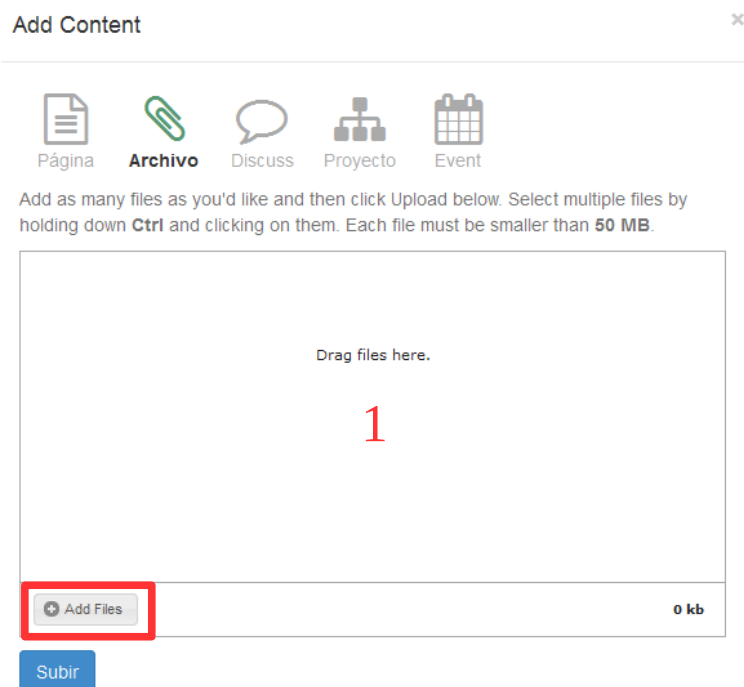 Add Content
×
Página Archivo Discuss Proyecto Event
Add as many files as you'd like and then click Upload below. Select multiple files by
holding down Ctrl and clicking on them. Each file must be smaller than 50 MB.
Drag files here.
1
Add Files 0 kb
Subir